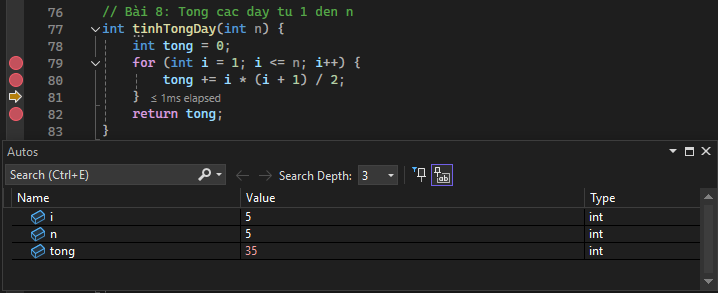 76 // Bài 8: Tong cac day tu 1 den n
77 int tinhTongDay(int n) {
78 int tong = 0;
79 for (int i = 1; i <= n; i++) {
80 tong += i * (i + 1) / 2;
81 } ≤ 1ms elapsed
82 return tong;
83 }
Autos
Search (Ctrl+E) Search Depth: 3
Name Value Type
i 5 int
n 5 int
tong 35 int